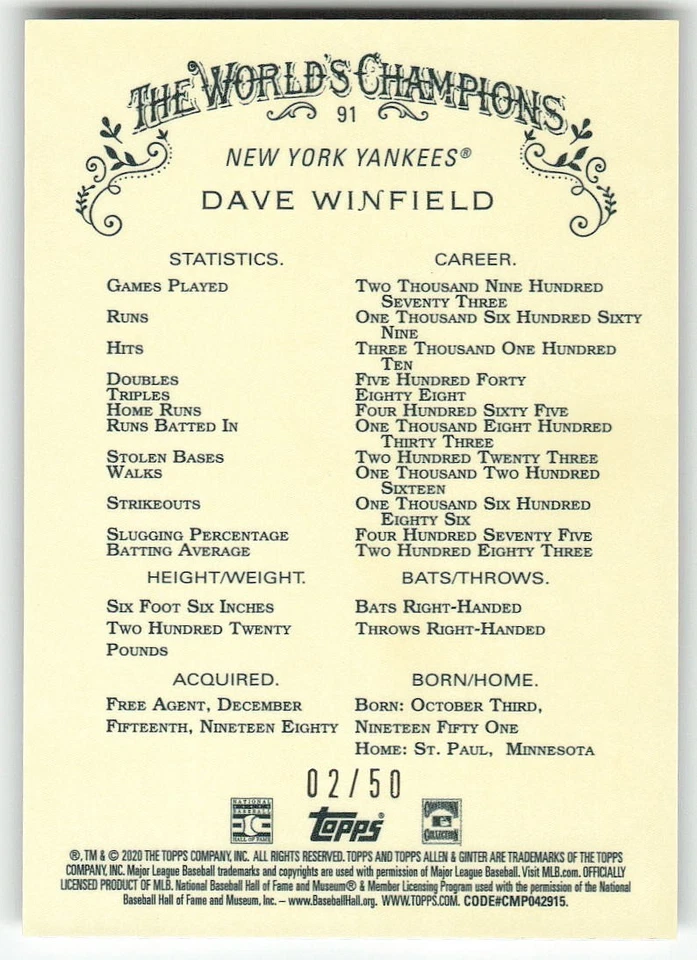 THE WORLD'S CHAMPIONS
91
NEW YORK YANKEES®
DAVE WINFIELD
STATISTICS. CAREER.
GAMES PLAYED TWO THOUSAND NINE HUNDRED
SEVENTY THREE
RUNS ONE THOUSAND SIX HUNDRED SIXTY
NINE
HITS THREE THOUSAND ONE HUNDRED
TEN
DOUBLES FIVE HUNDRED FORTY
TRIPLES EIGHTY EIGHT
HOME RUNS FOUR HUNDRED SIXTY FIVE
RUNS BATTED IN ONE THOUSAND EIGHT HUNDRED
THIRTY THREE
STOLEN BASES TWO HUNDRED TWENTY THREE
WALKS ONE THOUSAND TWO HUNDRED
SIXTEEN
STRIKEOUTS ONE THOUSAND SIX HUNDRED
EIGHTY SIX
SLUGGING PERCENTAGE FOUR HUNDRED SEVENTY FIVE
BATTING AVERAGE TWO HUNDRED EIGHTY THREE
HEIGHT/WEIGHT. BATS/THROWS.
SIX FOOT SIX INCHES BATS RIGHT-HANDED
TWO HUNDRED TWENTY THROWS RIGHT-HANDED
POUNDS
ACQUIRED. BORN/HOME.
FREE AGENT, DECEMBER BORN: OCTOBER THIRD,
FIFTEENTH, NINETEEN EIGHTY NINETEEN FIFTY ONE
HOME: ST. PAUL, MINNESOTA
02/50
NATIONAL BASEBALL HALL OF FAME
topps®
COOPERSTOWN COLLECTION
®, TM & © 2020 THE TOPPS COMPANY, INC. ALL RIGHTS RESERVED. TOPPS AND TOPPS ALLEN & GINTER ARE TRADEMARKS OF THE TOPPS
COMPANY, INC. Major League Baseball trademarks and copyrights are used with permission of Major League Baseball. Visit MLB.com. OFFICIALLY
LICENSED PRODUCT OF MLB. National Baseball Hall of Fame and Museum® & Member Licensing Program used with the permission of the National
Baseball Hall of Fame and Museum, Inc. – www.BaseballHall.org. WWW.TOPPS.COM. CODE#CMP042915.